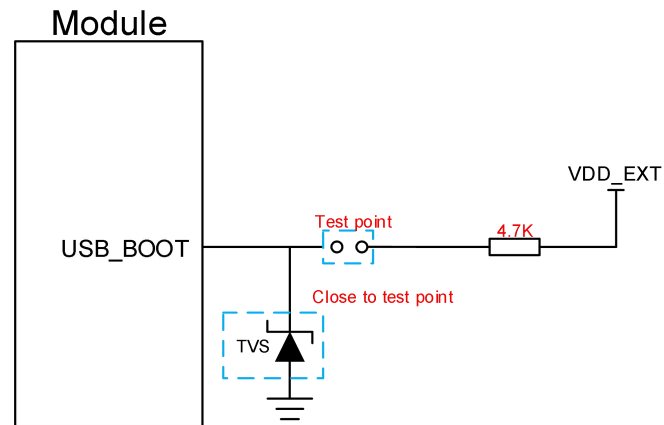 Module
VDD_EXT
Test point
4.7K
USB_BOOT
Close to test point
TVS